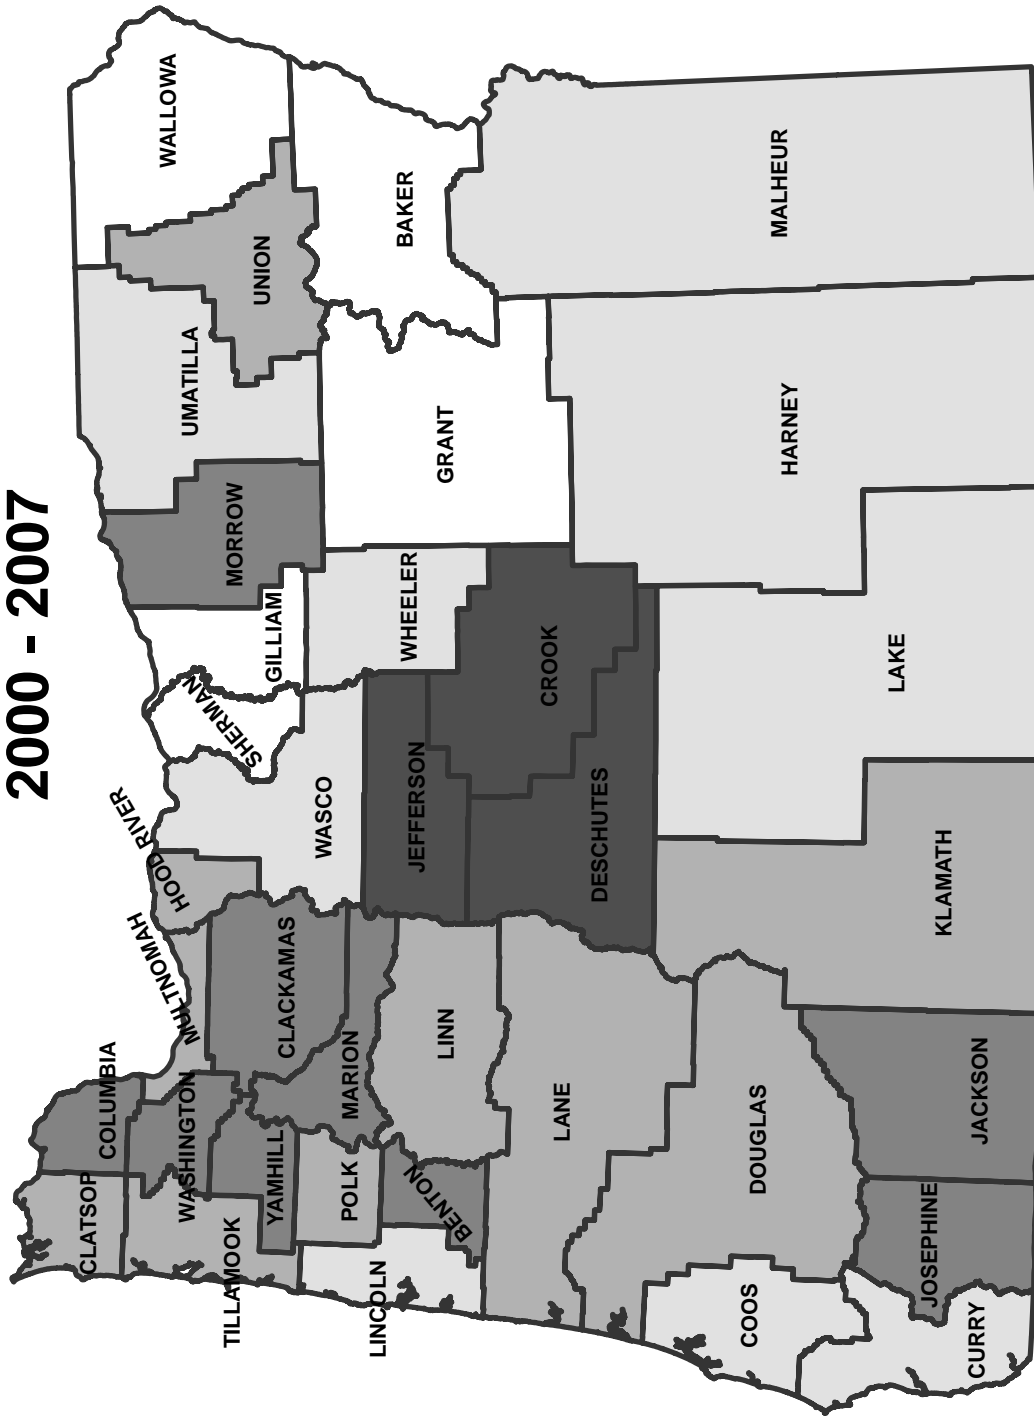 2000 - 2007
CLATSOP
COLUMBIA
MULTNOMAH
HOOD RIVER
SHERMAN
GILLIAM
MORROW
UMATILLA
UNION
WALLOWA
TILLAMOOK
WASHINGTON
YAMHILL
CLACKAMAS
WASCO
WHEELER
GRANT
BAKER
LINCOLN
POLK
MARION
BENTON
LINN
JEFFERSON
CROOK
LANE
DESCHUTES
COOS
DOUGLAS
HARNEY
MALHEUR
LAKE
KLAMATH
CURRY
JOSEPHINE
JACKSON